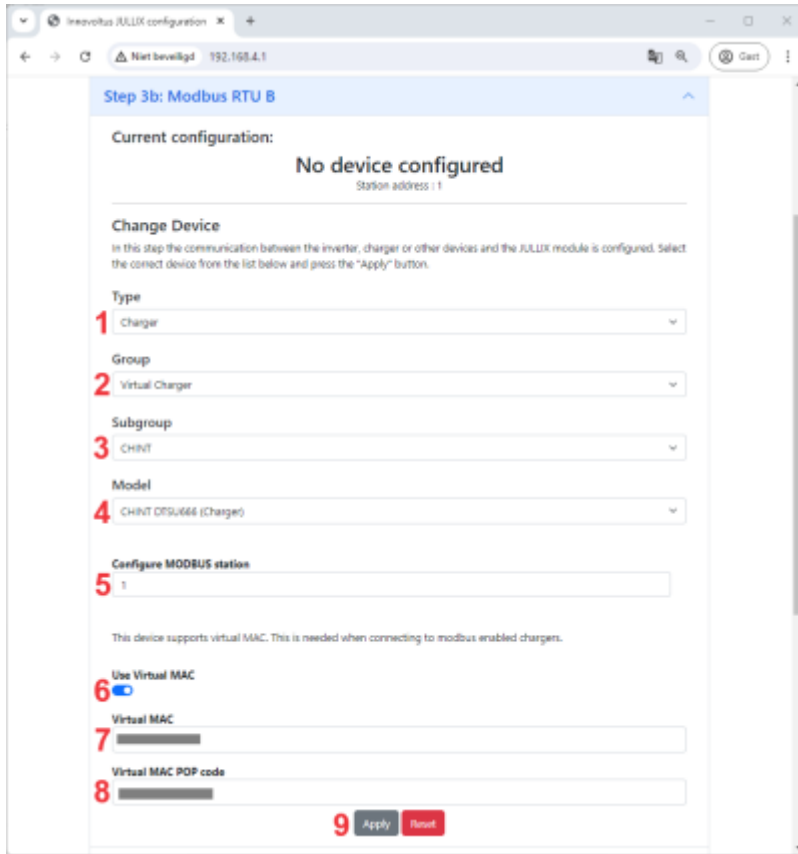 Innovoltus JULLIX configuration
Niet beveiligd 192.168.4.1
Gast
Step 3b: Modbus RTU B
Current configuration:
No device configured
Station address : 1
Change Device
In this step the communication between the inverter, charger or other devices and the JULLIX module is configured. Select
the correct device from the list below and press the "Apply" button.
Type
1 Charger
Group
2 Virtual Charger
Subgroup
3 CHINT
Model
4 CHINT DTSU666 (Charger)
Configure MODBUS station
5 1
This device supports virtual MAC. This is needed when connecting to modbus enabled chargers.
Use Virtual MAC
6
Virtual MAC
7
Virtual MAC POP code
8
9 Apply Reset